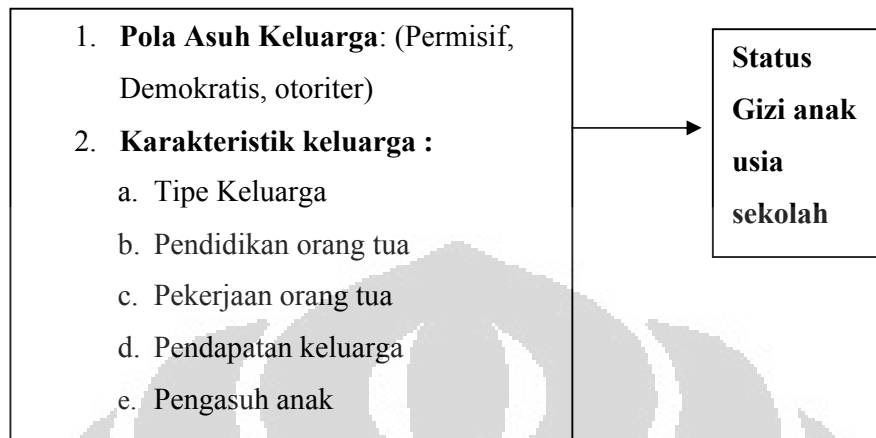 1. Pola Asuh Keluarga: (Permisif,
Demokratis, otoriter)
2. Karakteristik keluarga :
a. Tipe Keluarga
b. Pendidikan orang tua
c. Pekerjaan orang tua
d. Pendapatan keluarga
e. Pengasuh anak
Status
Gizi anak
usia
sekolah